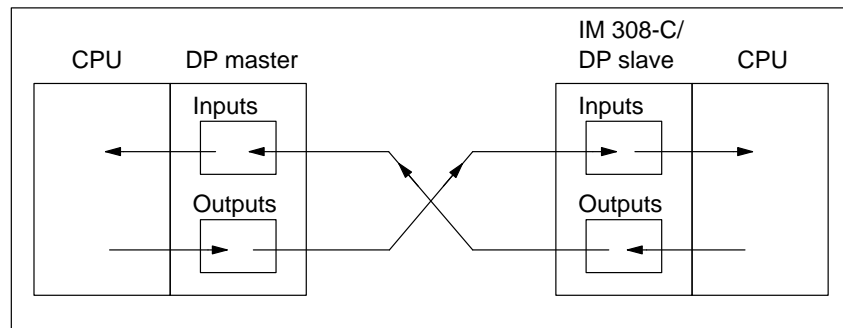 IM 308-C/
CPU DP master DP slave CPU
Inputs Inputs
Outputs Outputs